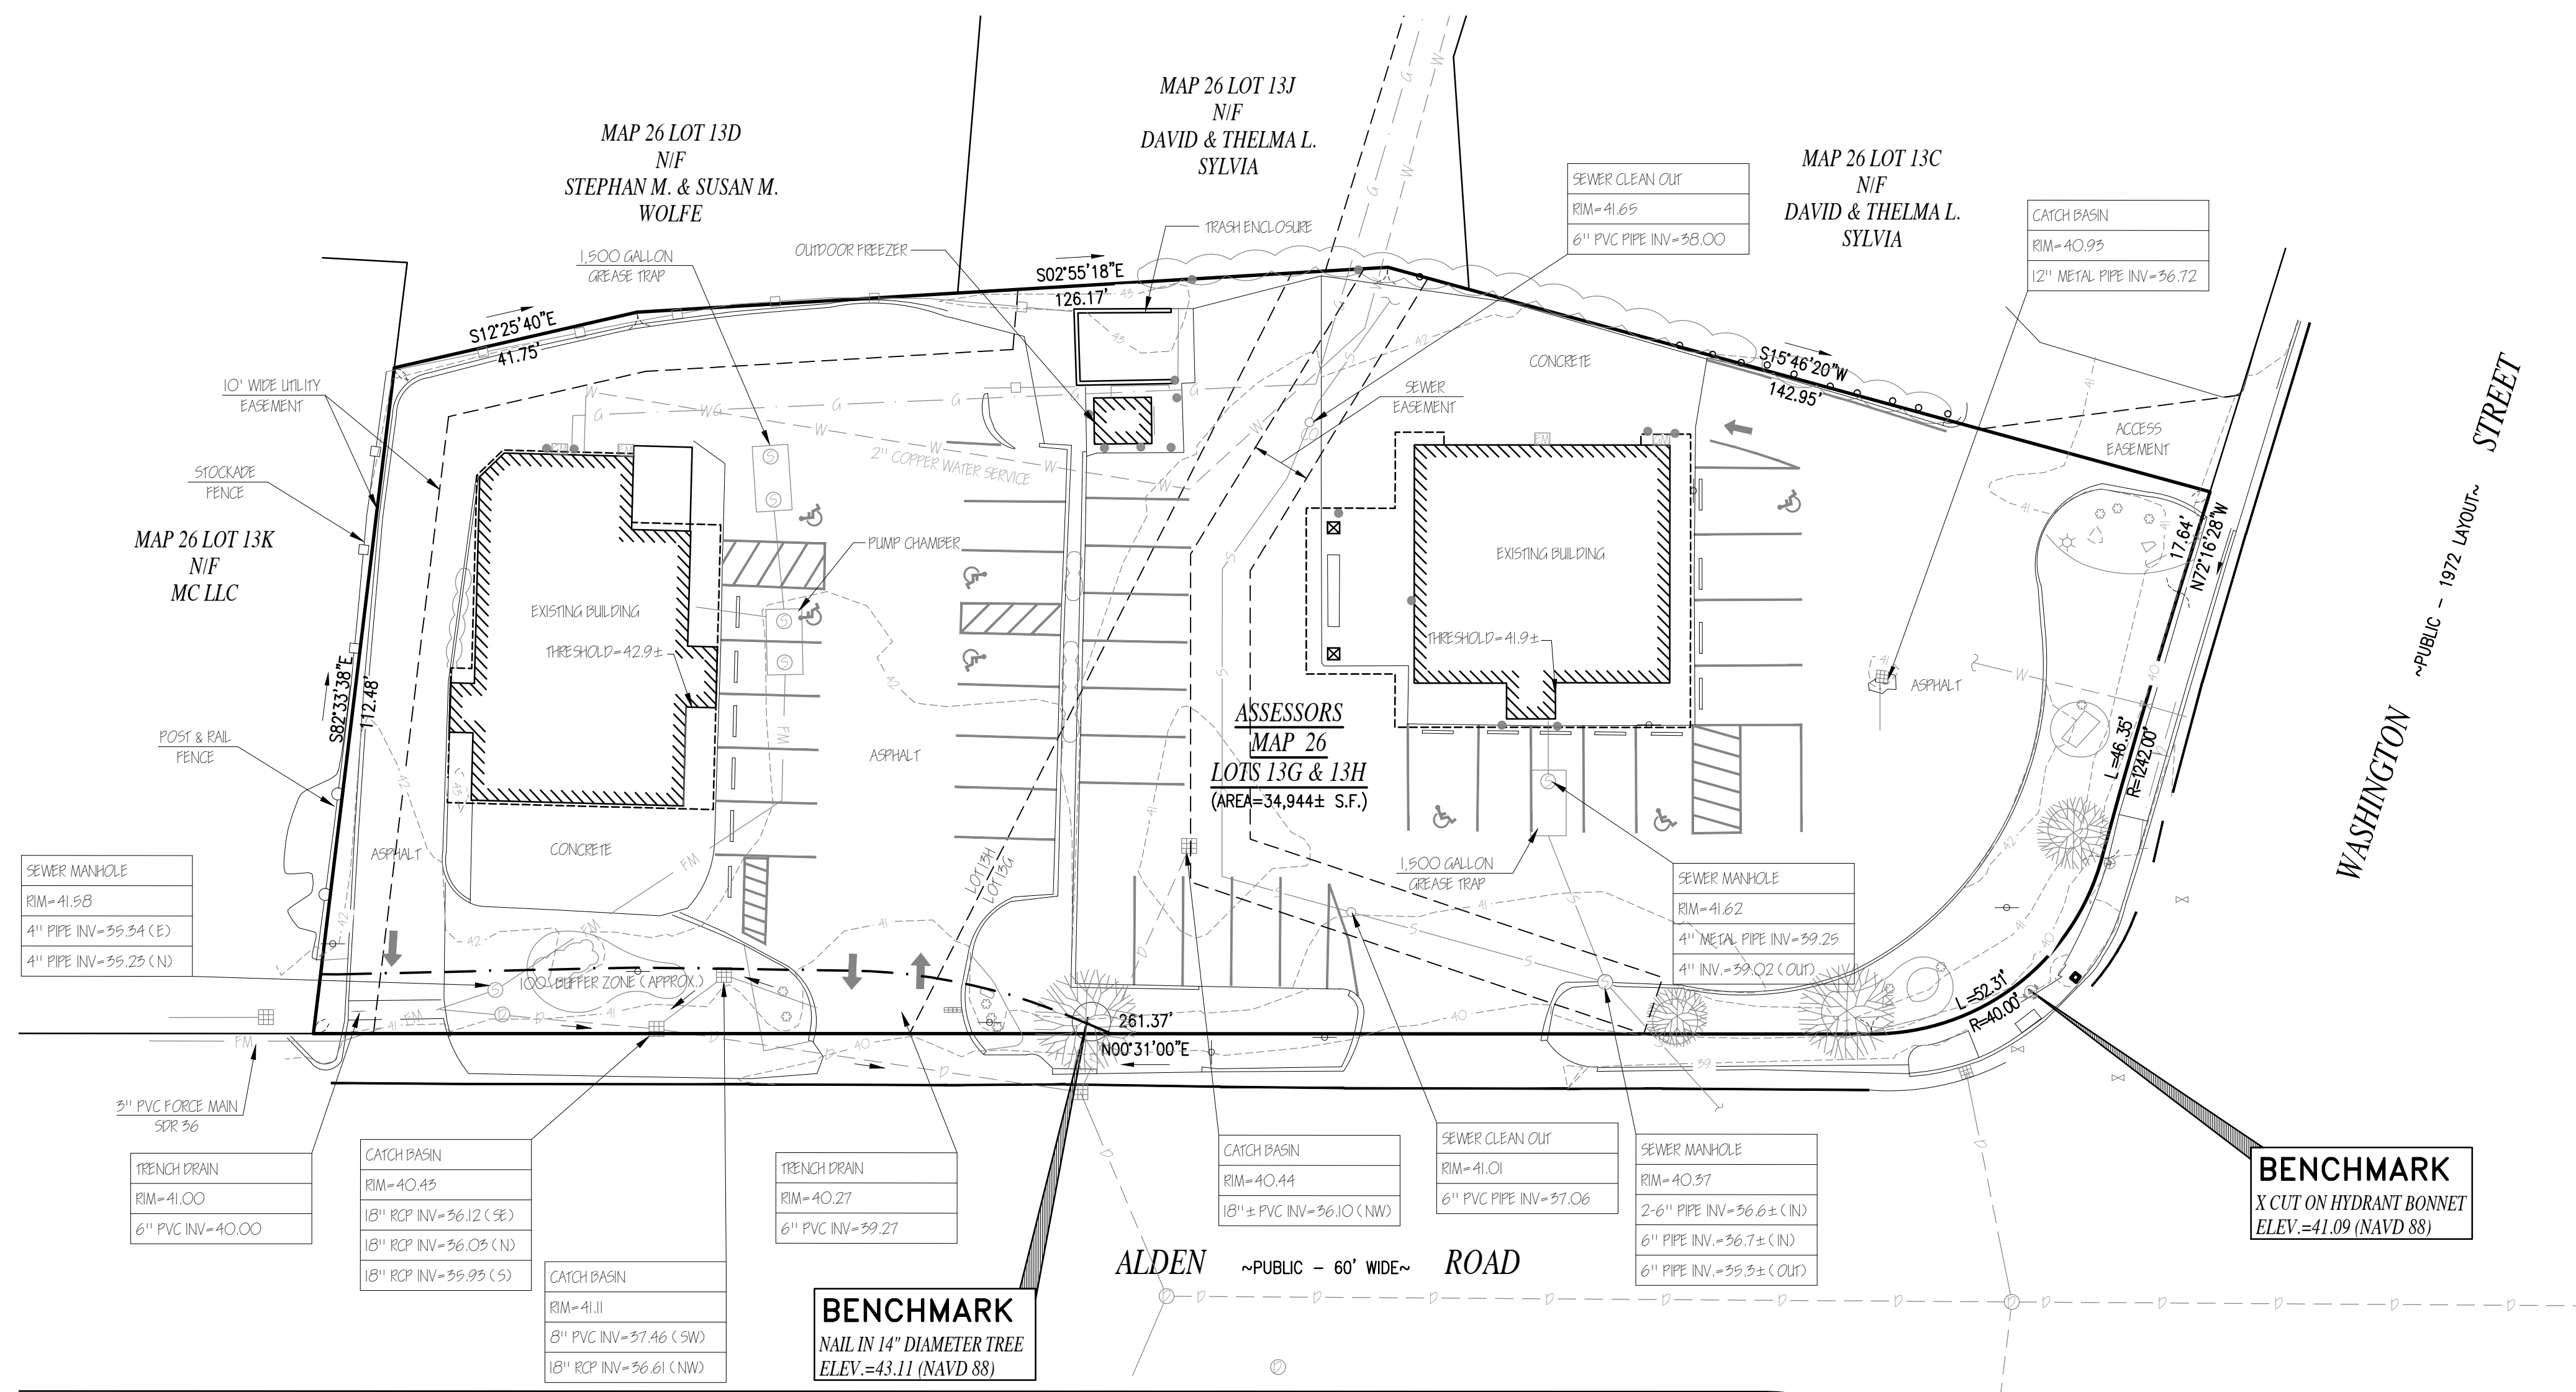 MAP 26 LOT 13D
N/F
STEPHAN M. & SUSAN M.
WOLFE
MAP 26 LOT 13J
N/F
DAVID & THELMA L.
SYLVIA
MAP 26 LOT 13C
N/F
DAVID & THELMA L.
SYLVIA
SEWER CLEAN OUT
RIM=41.65
6" PVC PIPE INV=38.00
CATCH BASIN
RIM=40.93
12" METAL PIPE INV=36.72
1,500 GALLON
GREASE TRAP
OUTDOOR FREEZER
TRASH ENCLOSURE
S12°25'40"E
41.75'
S02°55'18"E
126.17'
S15°46'20"W
142.95'
10' WIDE UTILITY
EASEMENT
STOCKADE
FENCE
MAP 26 LOT 13K
N/F
MC LLC
2" COPPER WATER SERVICE
CONCRETE
SEWER
EASEMENT
ACCESS
EASEMENT
PUMP CHAMBER
EXISTING BUILDING
THRESHOLD=42.9±
EXISTING BUILDING
THRESHOLD=41.9±
ASPHALT
17.64'
N72°16'28"W
WASHINGTON ~PUBLIC - 1972 LAYOUT~ STREET
S82°33'38"E
112.48'
POST & RAIL
FENCE
ASPHALT
ASSESSORS
MAP 26
LOTS 13G & 13H
(AREA=34,944± S.F.)
L=46.35'
R=1242.00'
ASPHALT
CONCRETE
LOT 13H
LOT 13G
1,500 GALLON
GREASE TRAP
SEWER MANHOLE
RIM=41.58
4" PIPE INV=35.34 (E)
4" PIPE INV=35.23 (N)
SEWER MANHOLE
RIM=41.62
4" METAL PIPE INV=39.25
4" INV.=39.02 (OUT)
100' BUFFER ZONE (APPROX.)
261.37'
N00°31'00"E
L=52.31'
R=40.00'
3" PVC FORCE MAIN
SDR 36
TRENCH DRAIN
RIM=41.00
6" PVC INV=40.00
CATCH BASIN
RIM=40.43
18" RCP INV=36.12 (SE)
18" RCP INV=36.03 (N)
18" RCP INV=35.93 (S)
CATCH BASIN
RIM=41.11
8" PVC INV=37.46 (SW)
18" RCP INV=36.61 (NW)
TRENCH DRAIN
RIM=40.27
6" PVC INV=39.27
CATCH BASIN
RIM=40.44
18"± PVC INV=36.10 (NW)
SEWER CLEAN OUT
RIM=41.01
6" PVC PIPE INV=37.06
SEWER MANHOLE
RIM=40.37
2-6" PIPE INV=36.6± (IN)
6" PIPE INV.=36.7± (IN)
6" PIPE INV.=35.3± (OUT)
BENCHMARK
X CUT ON HYDRANT BONNET
ELEV.=41.09 (NAVD 88)
ALDEN ~PUBLIC - 60' WIDE~ ROAD
BENCHMARK
NAIL IN 14" DIAMETER TREE
ELEV.=43.11 (NAVD 88)